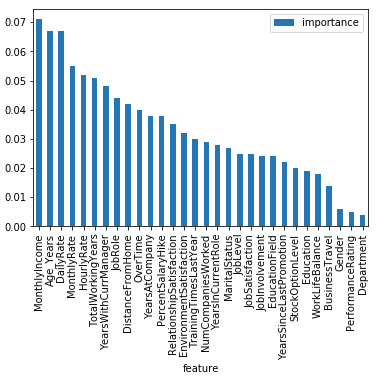 importance
0.07
0.06
0.05
0.04
0.03
0.02
0.01
0.00
MonthlyIncome
Age_Years
DailyRate
MonthlyRate
HourlyRate
TotalWorkingYears
YearsWithCurrManager
JobRole
DistanceFromHome
OverTime
YearsAtCompany
PercentSalaryHike
RelationshipSatisfaction
EnvironmentSatisfaction
TrainingTimesLastYear
NumCompaniesWorked
YearsInCurrentRole
MaritalStatus
JobLevel
JobSatisfaction
JobInvolvement
EducationField
YearsSinceLastPromotion
StockOptionLevel
Education
WorkLifeBalance
BusinessTravel
Gender
PerformanceRating
Department
feature